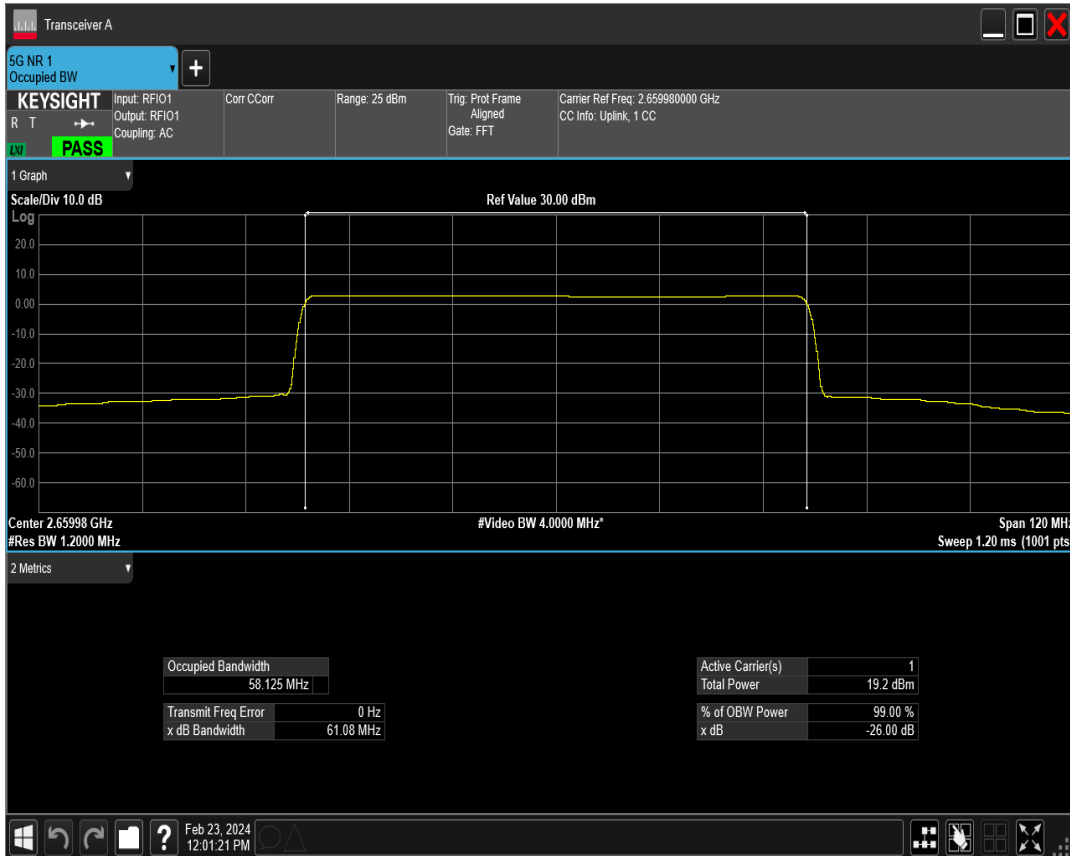 Transceiver A
5G NR 1
Occupied BW
+
KEYSIGHT
R T
LXI
PASS
Input: RFIO1
Output: RFIO1
Coupling: AC
Corr CCorr
Range: 25 dBm
Trig: Prot Frame
Aligned
Gate: FFT
Carrier Ref Freq: 2.659980000 GHz
CC Info: Uplink, 1 CC
1 Graph
Scale/Div 10.0 dB
Ref Value 30.00 dBm
Log
20.0
10.0
0.00
-10.0
-20.0
-30.0
-40.0
-50.0
-60.0
Center 2.65998 GHz
#Video BW 4.0000 MHz*
Span 120 MHz
#Res BW 1.2000 MHz
Sweep 1.20 ms (1001 pts
2 Metrics
Occupied Bandwidth
58.125 MHz
Transmit Freq Error 0 Hz
x dB Bandwidth 61.08 MHz
Active Carrier(s) 1
Total Power 19.2 dBm
% of OBW Power 99.00 %
x dB -26.00 dB
?
Feb 23, 2024
12:01:21 PM